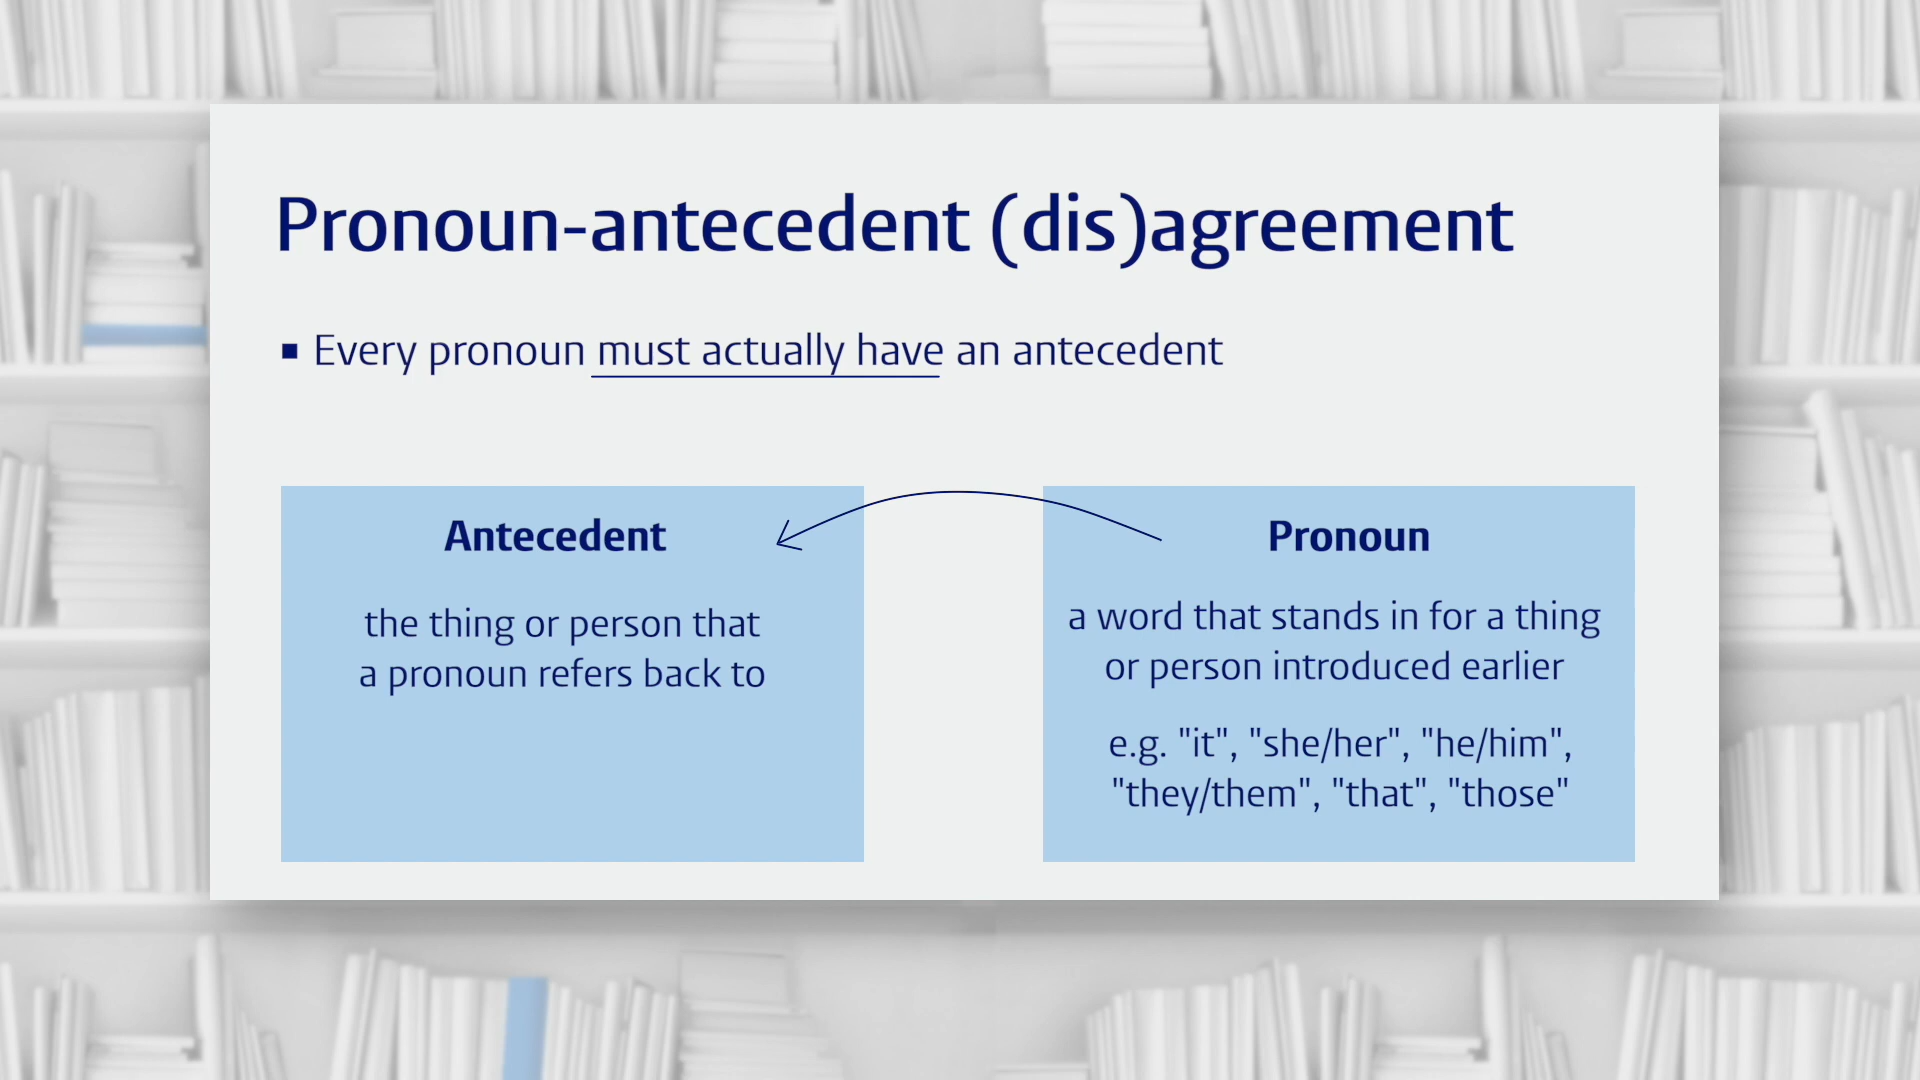 Pronoun-antecedent (dis)agreement
▪ Every pronoun must actually have an antecedent
Antecedent
the thing or person that
a pronoun refers back to
Pronoun
a word that stands in for a thing
or person introduced earlier
e.g. "it", "she/her", "he/him",
"they/them", "that", "those"